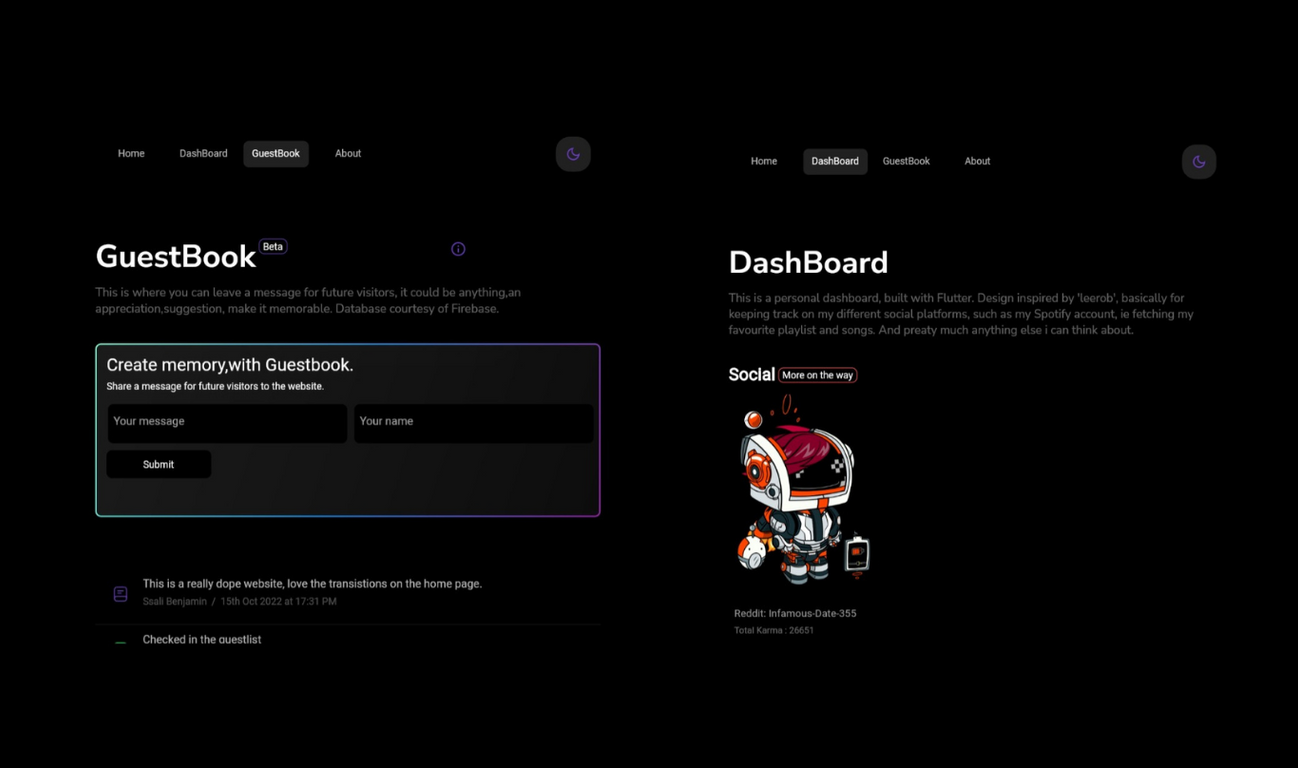 Home DashBoard GuestBook About
GuestBook Beta
This is where you can leave a message for future visitors, it could be anything,an
appreciation,suggestion, make it memorable. Database courtesy of Firebase.
Create memory,with Guestbook.
Share a message for future visitors to the website.
Your message Your name
Submit
This is a really dope website, love the transistions on the home page.
Ssali Benjamin / 15th Oct 2022 at 17:31 PM
Checked in the guestlist
Home DashBoard GuestBook About
DashBoard
This is a personal dashboard, built with Flutter. Design inspired by 'leerob', basically for
keeping track on my different social platforms, such as my Spotify account, ie fetching my
favourite playlist and songs. And preaty much anything else i can think about.
Social More on the way
Reddit: Infamous-Date-355
Total Karma : 26651